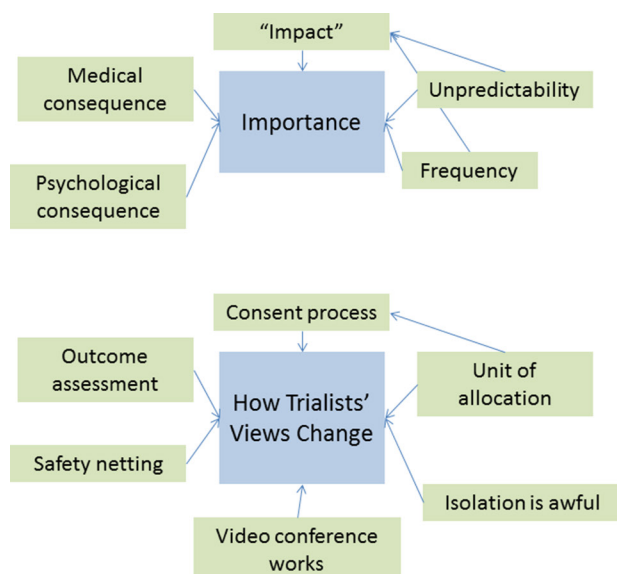 “Impact”
Medical
consequence
Importance
Unpredictability
Psychological
consequence
Frequency
Consent process
Outcome
assessment
How Trialists’
Views Change
Unit of
allocation
Safety netting
Isolation is awful
Video conference
works